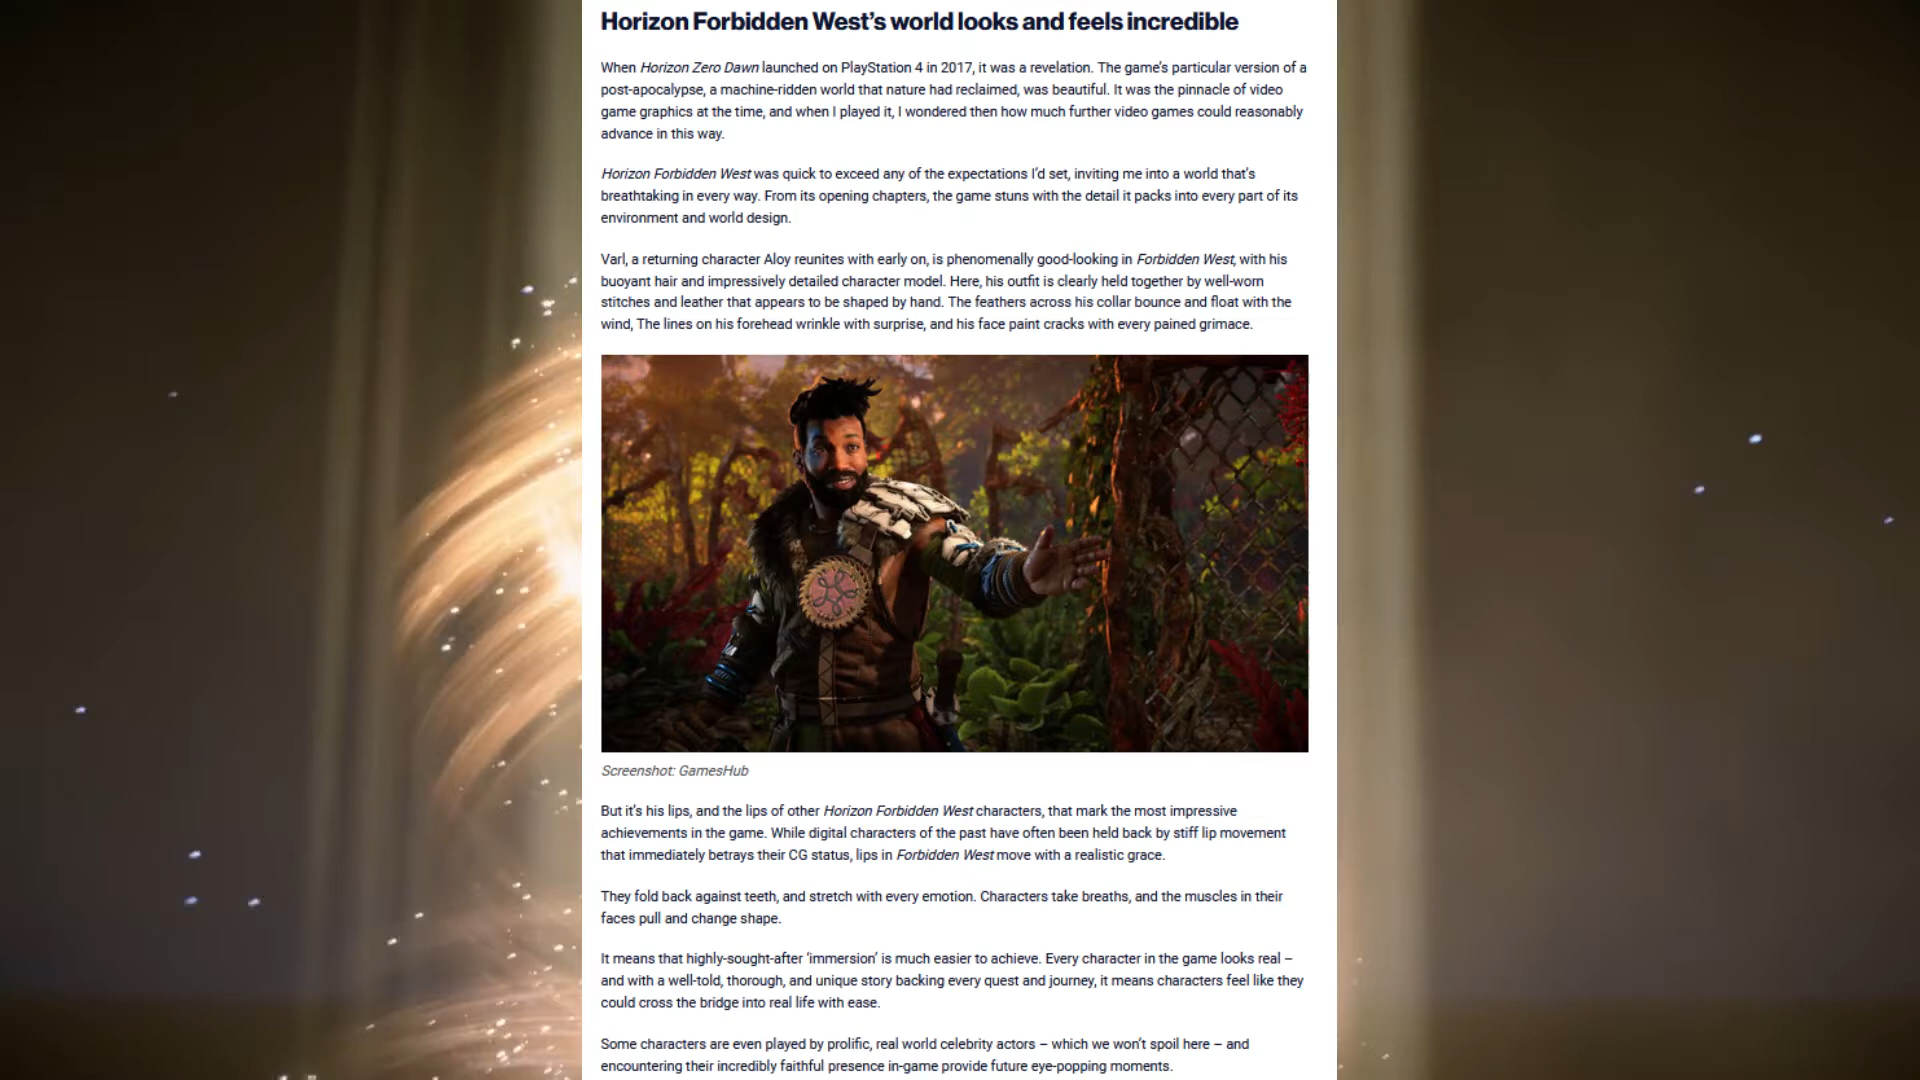 Horizon Forbidden West’s world looks and feels incredible
When Horizon Zero Dawn launched on PlayStation 4 in 2017, it was a revelation. The game’s particular version of a
post-apocalypse, a machine-ridden world that nature had reclaimed, was beautiful. It was the pinnacle of video
game graphics at the time, and when I played it, I wondered then how much further video games could reasonably
advance in this way.
Horizon Forbidden West was quick to exceed any of the expectations I’d set, inviting me into a world that’s
breathtaking in every way. From its opening chapters, the game stuns with the detail it packs into every part of its
environment and world design.
Varl, a returning character Aloy reunites with early on, is phenomenally good-looking in Forbidden West, with his
buoyant hair and impressively detailed character model. Here, his outfit is clearly held together by well-worn
stitches and leather that appears to be shaped by hand. The feathers across his collar bounce and float with the
wind, The lines on his forehead wrinkle with surprise, and his face paint cracks with every pained grimace.
Screenshot: GamesHub
But it’s his lips, and the lips of other Horizon Forbidden West characters, that mark the most impressive
achievements in the game. While digital characters of the past have often been held back by stiff lip movement
that immediately betrays their CG status, lips in Forbidden West move with a realistic grace.
They fold back against teeth, and stretch with every emotion. Characters take breaths, and the muscles in their
faces pull and change shape.
It means that highly-sought-after ‘immersion’ is much easier to achieve. Every character in the game looks real –
and with a well-told, thorough, and unique story backing every quest and journey, it means characters feel like they
could cross the bridge into real life with ease.
Some characters are even played by prolific, real world celebrity actors – which we won’t spoil here – and
encountering their incredibly faithful presence in-game provide future eye-popping moments.